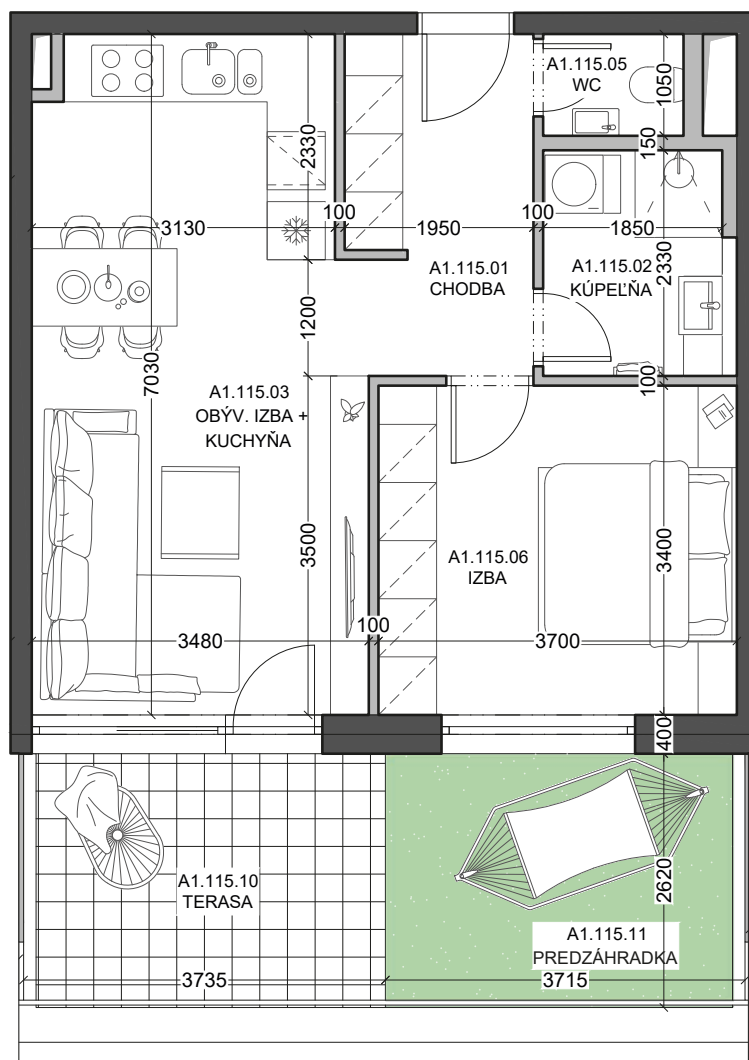 A1.115.05
WC
1050
150
2330
3130
100
1950
100
1850
2330
A1.115.01
CHODBA
A1.115.02
KÚPEĽŇA
1200
7030
100
A1.115.03
OBÝV. IZBA +
KUCHYŇA
3500
3400
A1.115.06
IZBA
100
3480
3700
400
A1.115.10
TERASA
2620
A1.115.11
PREDZÁHRADKA
3735
3715